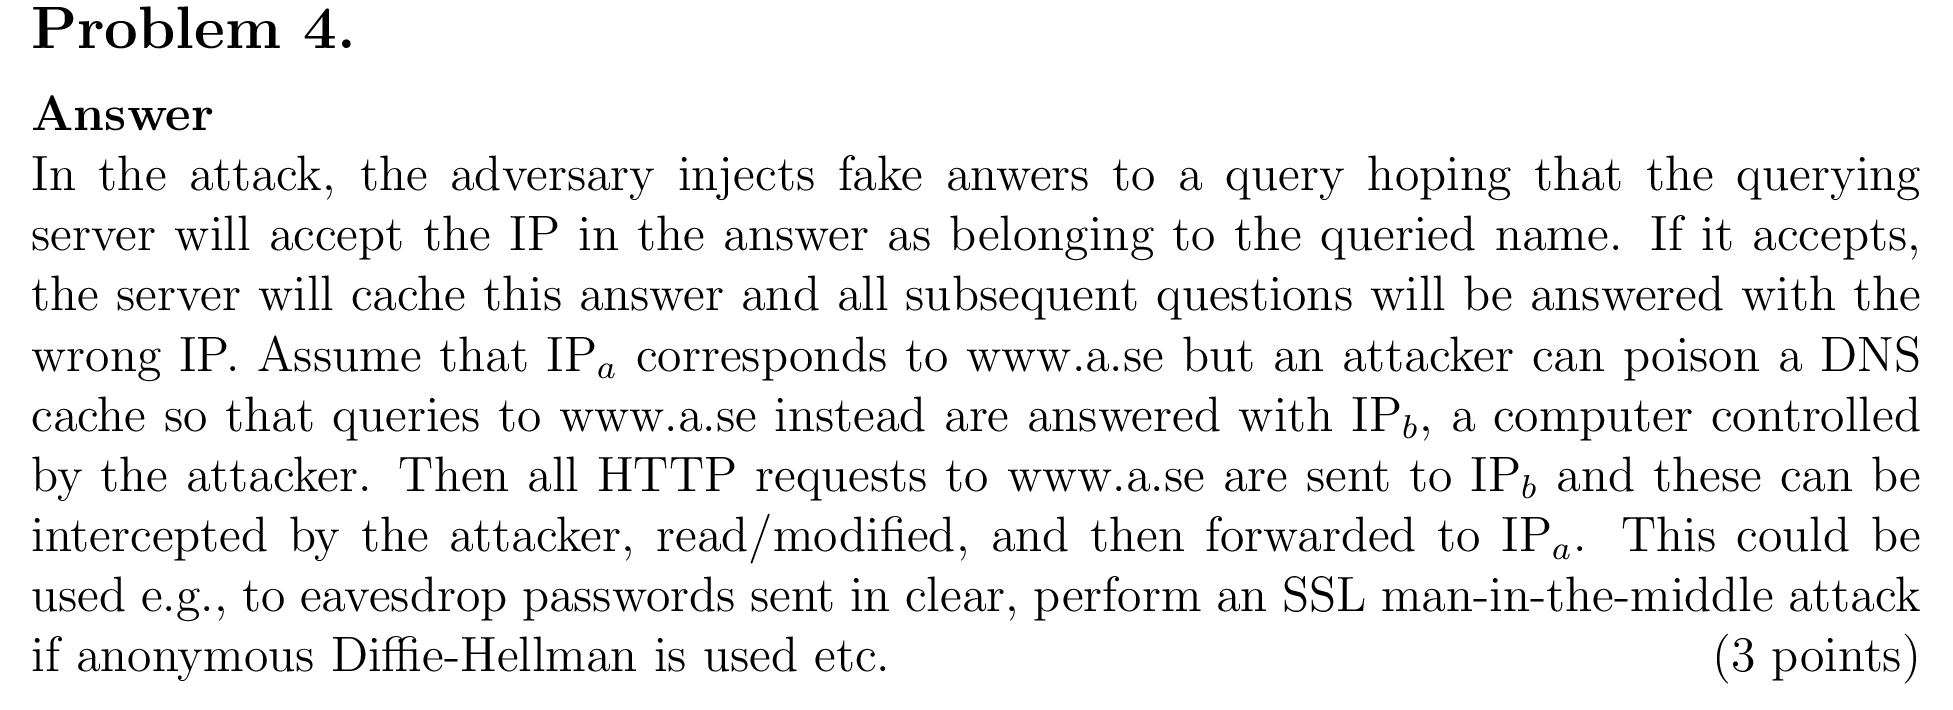 Problem 4.
Answer
In the attack, the adversary injects fake anwers to a query hoping that the querying
server will accept the IP in the answer as belonging to the queried name. If it accepts,
the server will cache this answer and all subsequent questions will be answered with the
wrong IP. Assume that IPa corresponds to www.a.se but an attacker can poison a DNS
cache so that queries to www.a.se instead are answered with IPb, a computer controlled
by the attacker. Then all HTTP requests to www.a.se are sent to IPb and these can be
intercepted by the attacker, read/modified, and then forwarded to IPa. This could be
used e.g., to eavesdrop passwords sent in clear, perform an SSL man-in-the-middle attack
if anonymous Diffie-Hellman is used etc. (3 points)